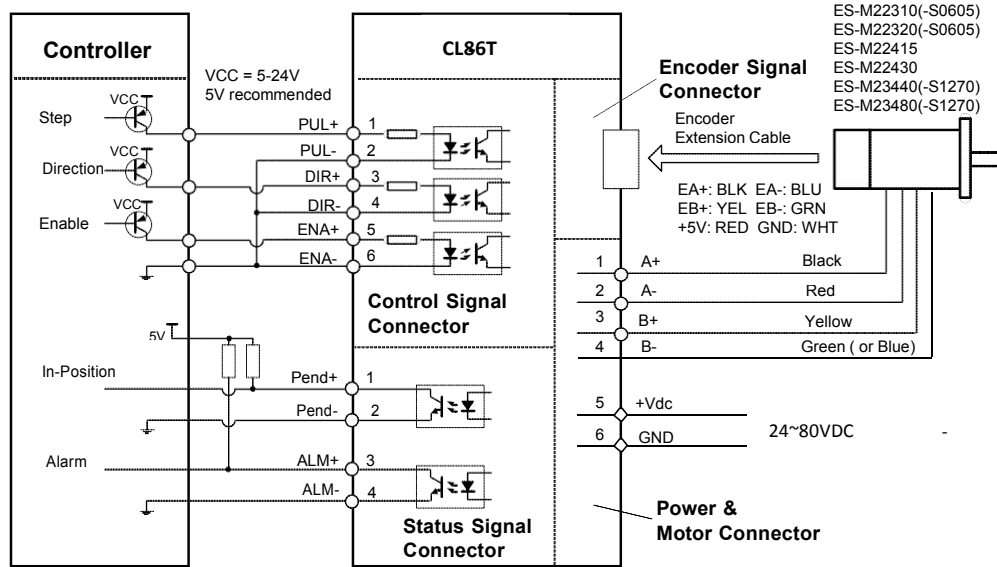 ES-M22310(-S0605)
ES-M22320(-S0605)
ES-M22415
ES-M22430
ES-M23440(-S1270)
ES-M23480(-S1270)
Controller
CL86T
VCC = 5-24V
5V recommended
Encoder Signal
Connector
Encoder
Extension Cable
EA+: BLK EA-: BLU
EB+: YEL EB-: GRN
+5V: RED GND: WHT
VCC
Step
PUL+ 1
PUL- 2
VCC
Direction
DIR+ 3
DIR- 4
VCC
Enable
ENA+ 5
ENA- 6
Control Signal
Connector
1 A+ Black
2 A- Red
3 B+ Yellow
4 B- Green ( or Blue)
5V
In-Position
Pend+ 1
Pend- 2
Alarm
ALM+ 3
ALM- 4
Status Signal
Connector
5 +Vdc
6 GND
24~80VDC -
Power &
Motor Connector